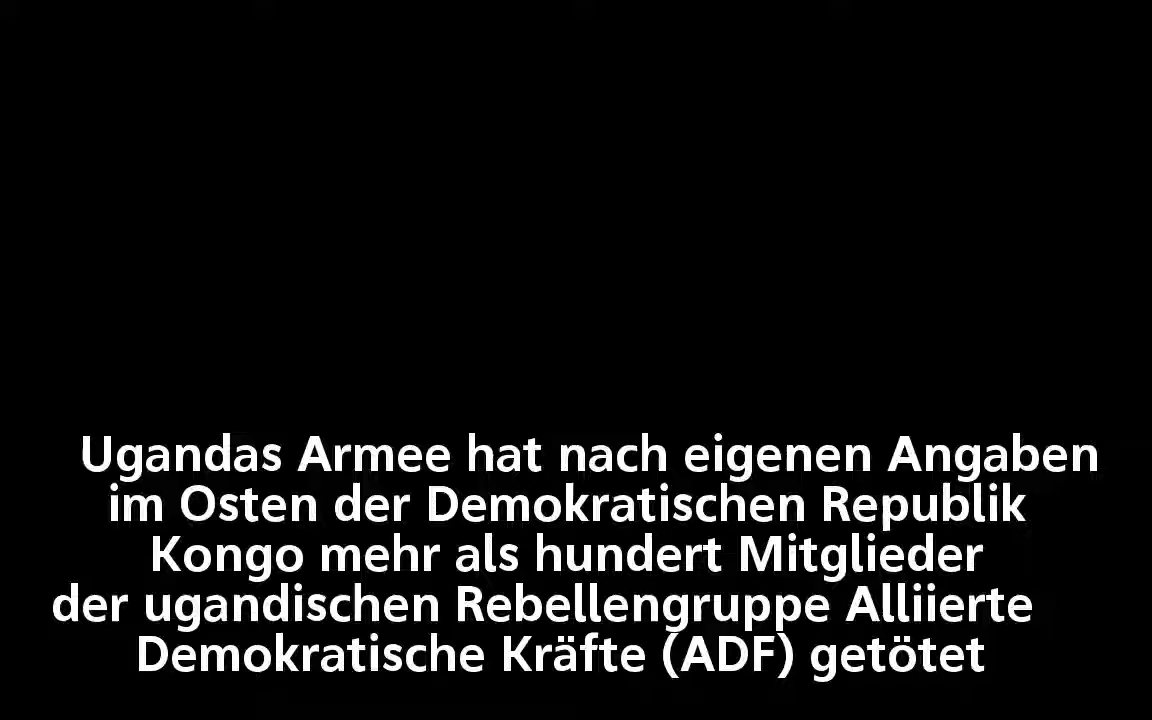 Ugandas Armee hat nach eigenen Angaben
im Osten der Demokratischen Republik
Kongo mehr als hundert Mitglieder
der ugandischen Rebellengruppe Alliierte
Demokratische Kräfte (ADF) getötet